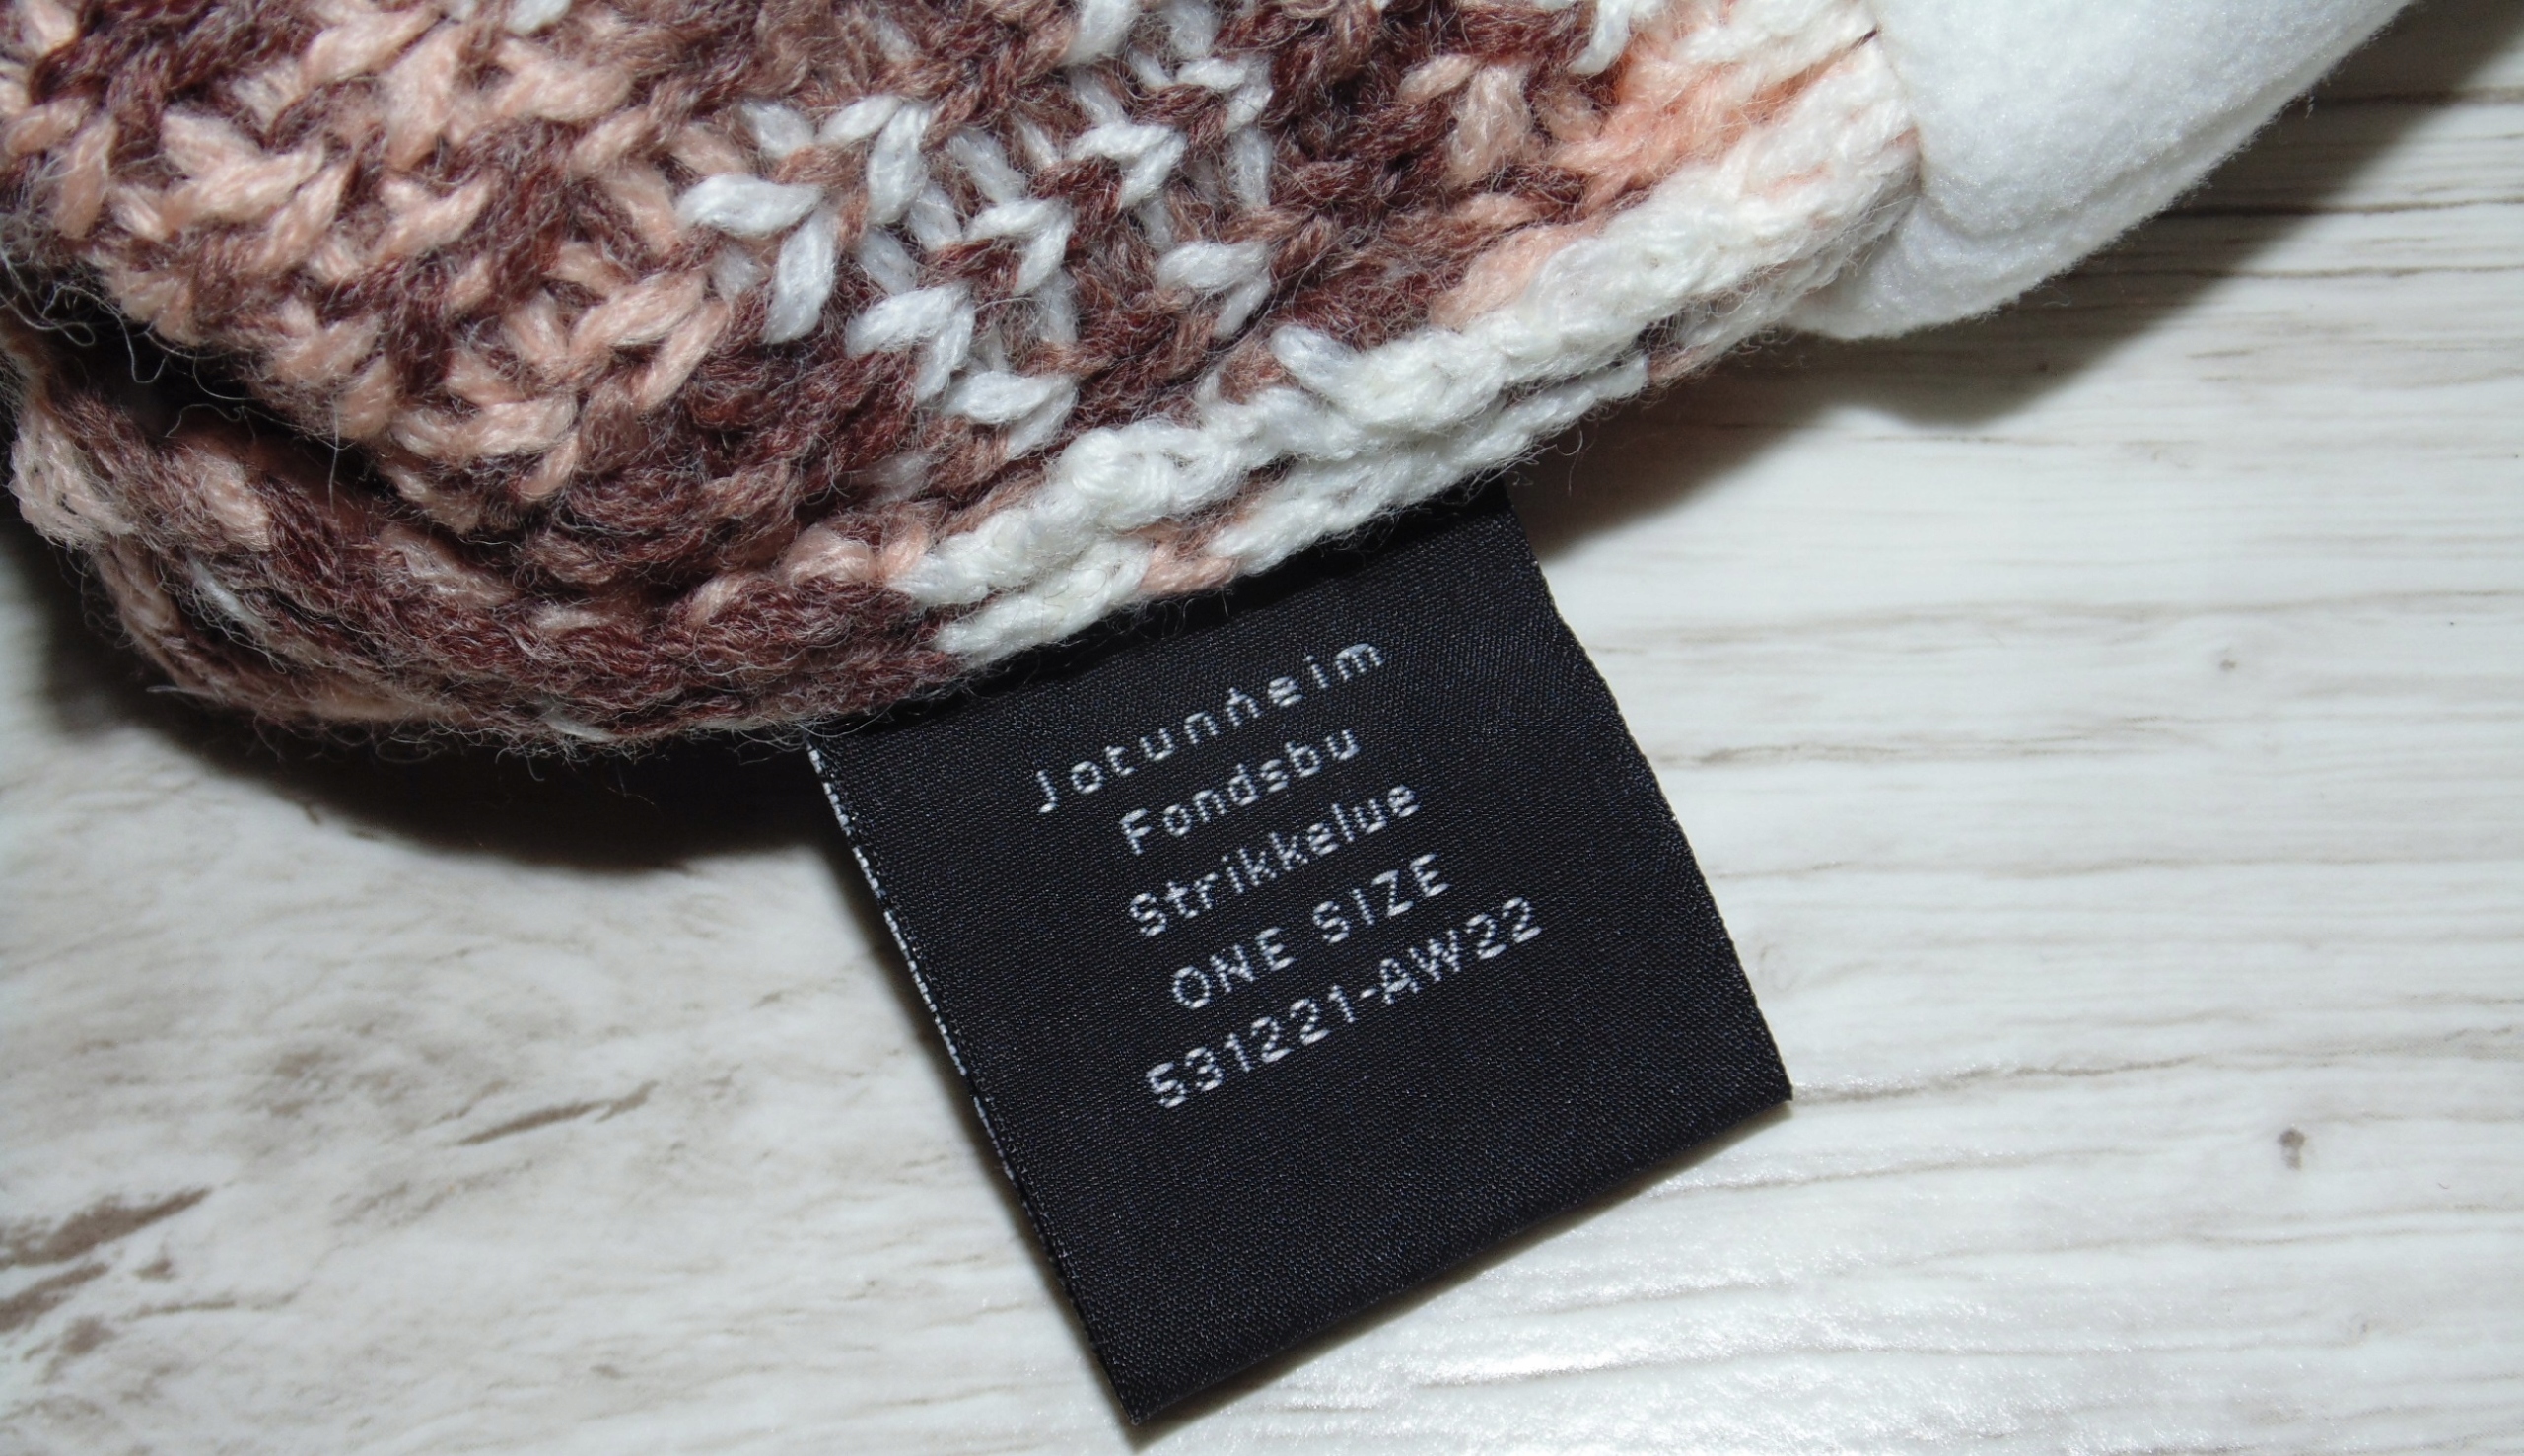 Jotunheim
Fondsbu
Strikkelue
ONE SIZE
531221-AW22